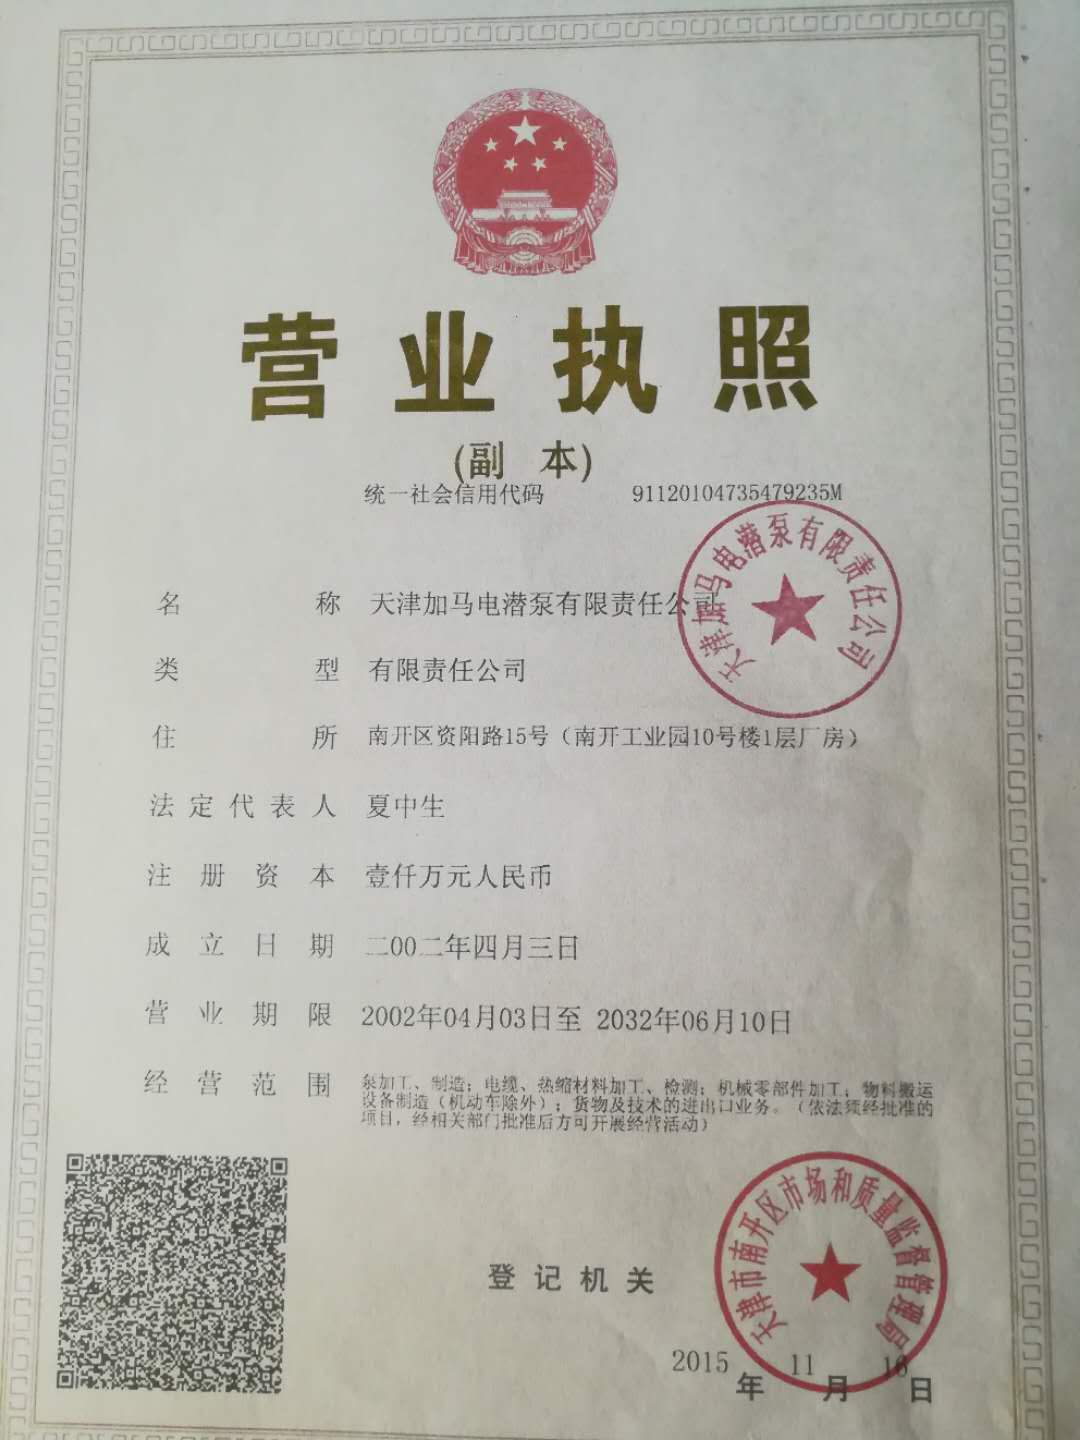 营业执照
(副 本)
统一社会信用代码 91120104735479235M
名称 天津加马电潜泵有限责任公司
天津加马电潜泵有限责任公司
类型 有限责任公司
住所 南开区资阳路15号（南开工业园10号楼1层厂房）
法定代表人 夏中生
注册资本 壹仟万元人民币
成立日期 二00二年四月三日
营业期限 2002年04月03日至 2032年06月10日
经营范围 泵加工、制造；电缆、热缩材料加工、检测；机械零部件加工；物料搬运
设备制造（机动车除外）；货物及技术的进出口业务。（依法须经批准的
项目，经相关部门批准后方可开展经营活动）
天津市南开区市场和质量监督管理局
登记机关
2015年11月16日